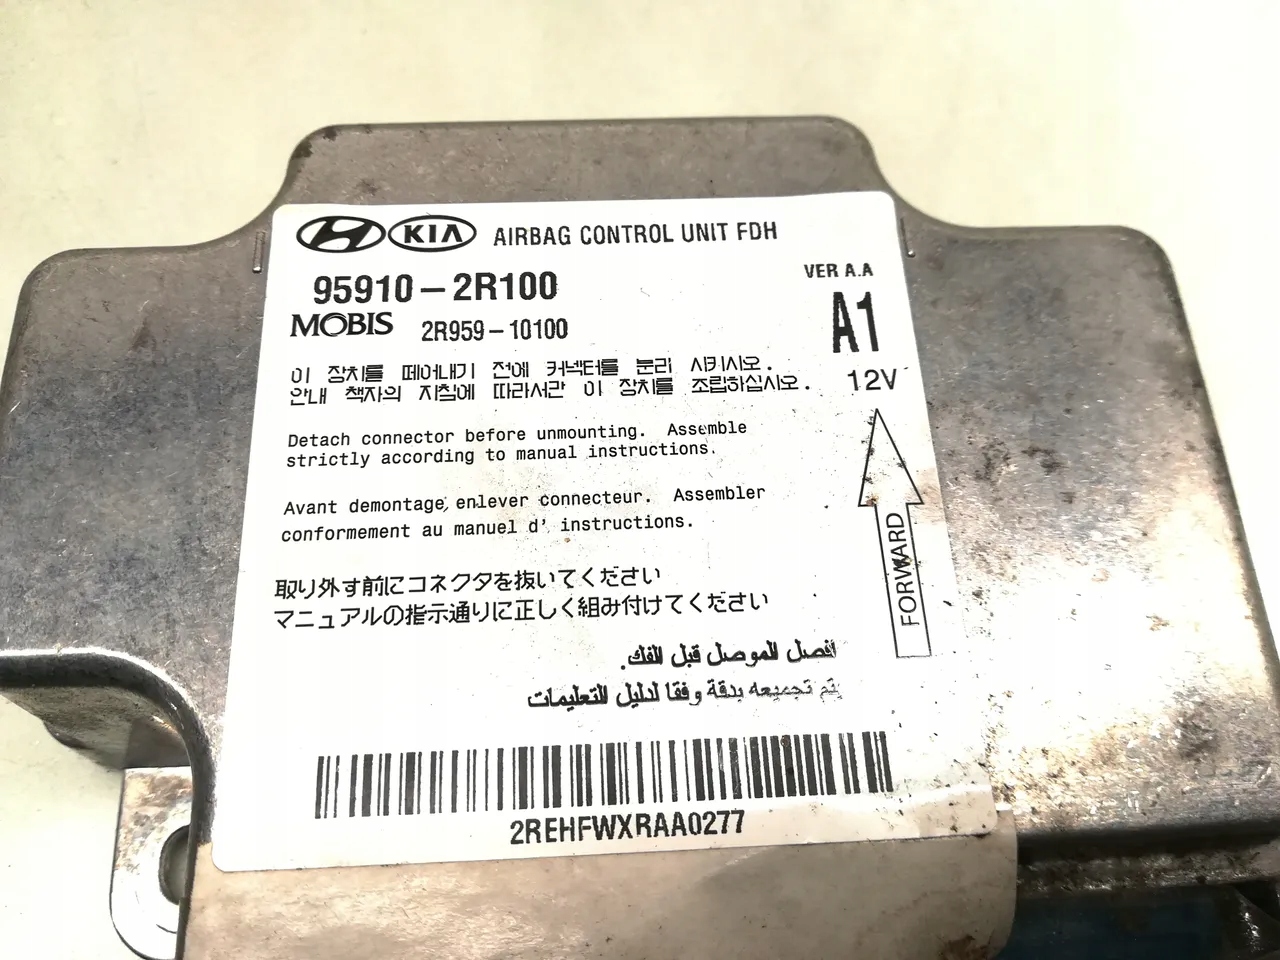 KIA AIRBAG CONTROL UNIT FDH
95910-2R100
VER A.A
MOBIS 2R959-10100
A1
이 장치를 떼어내기 전에 커넥터를 분리 시키시오.
안내 책자의 지침에 따라서만 이 장치를 조립하십시오.
12V
Detach connector before unmounting. Assemble
strictly according to manual instructions.
Avant demontage, enlever connecteur. Assembler
conformement au manuel d' instructions.
FORWARD
取り外す前にコネクタを抜いてください
マニュアルの指示通りに正しく組み付けてください
افصل الموصل قبل الفك.
يتم تجميعه بدقة وفقا لدليل التعليمات
2REHFWXRAA0277